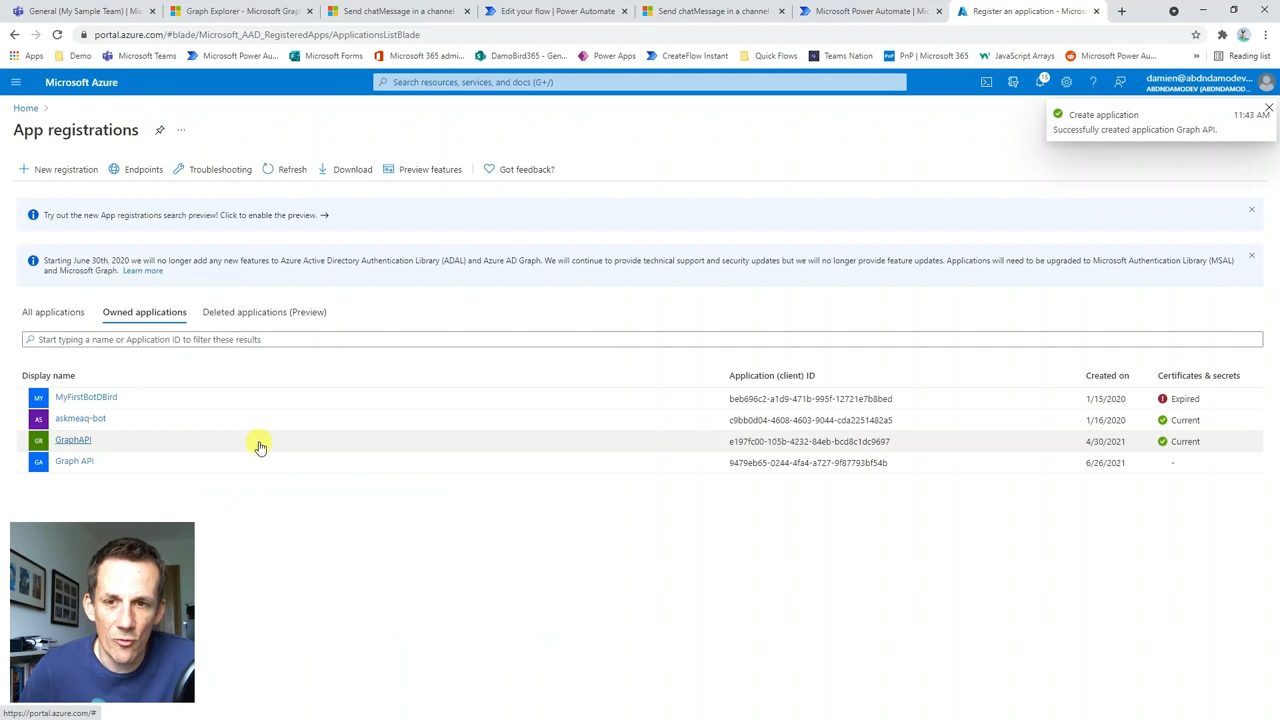 General (My Sample Team) | Mi
Graph Explorer - Microsoft Gra
Send chatMessage in a channel
Edit your flow | Power Automate
Send chatMessage in a channel
Microsoft Power Automate | Mi
Register an application - Micros
portal.azure.com/#blade/Microsoft_AAD_RegisteredApps/ApplicationsListBlade
Apps
Demo
Microsoft Teams
Microsoft Power Au...
Microsoft Forms
Microsoft 365 admi...
DamoBird365 - Gen...
Power Apps
CreateFlow Instant
Quick Flows
Teams Nation
PnP | Microsoft 365
JavaScript Arrays
Microsoft Power Au...
»
Reading list
Microsoft Azure
Search resources, services, and docs (G+/)
15
damien@abdndamodev....
ABDNDAMODEV (ABDNDAMOD...
Home >
App registrations
...
Create application
11:43 AM
Successfully created application Graph API.
New registration
Endpoints
Troubleshooting
Refresh
Download
Preview features
Got feedback?
Try out the new App registrations search preview! Click to enable the preview. →
Starting June 30th, 2020 we will no longer add any new features to Azure Active Directory Authentication Library (ADAL) and Azure AD Graph. We will continue to provide technical support and security updates but we will no longer provide feature updates. Applications will need to be upgraded to Microsoft Authentication Library (MSAL)
and Microsoft Graph. Learn more
All applications
Owned applications
Deleted applications (Preview)
Start typing a name or Application ID to filter these results
Display name
Application (client) ID
Created on
Certificates & secrets
MY MyFirstBotDBird beb696c2-a1d9-471b-995f-12721e7b8bed 1/15/2020 Expired
AS askmeaq-bot c9bb0d04-4608-4603-9044-cda2251482a5 1/16/2020 Current
GR GraphAPI e197fc00-105b-4232-84eb-bcd8c1dc9697 4/30/2021 Current
GA Graph API 9479eb65-0244-4fa4-a727-9f87793bf54b 6/26/2021 -
https://portal.azure.com/#